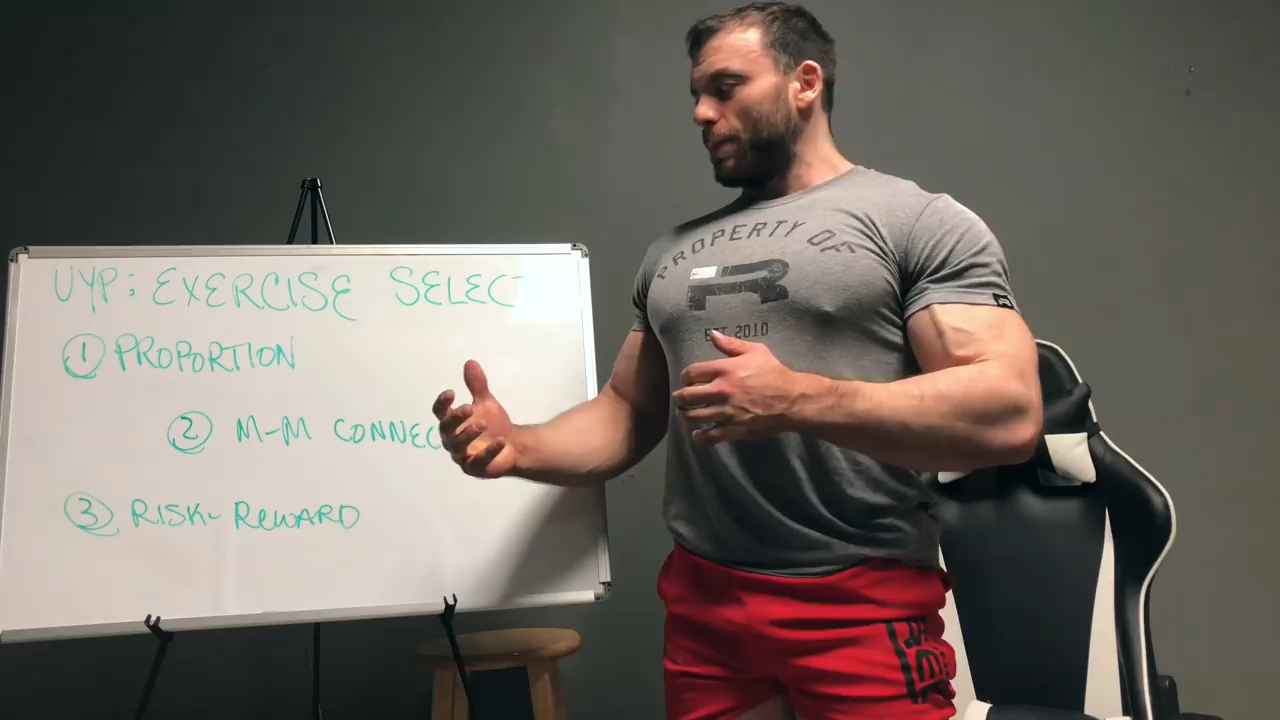 UYP: EXERCISE SELEC
① PROPORTION
② M-M CONNEC
③ RISK-REWARD
PROPERTY OF
R
EST 2010